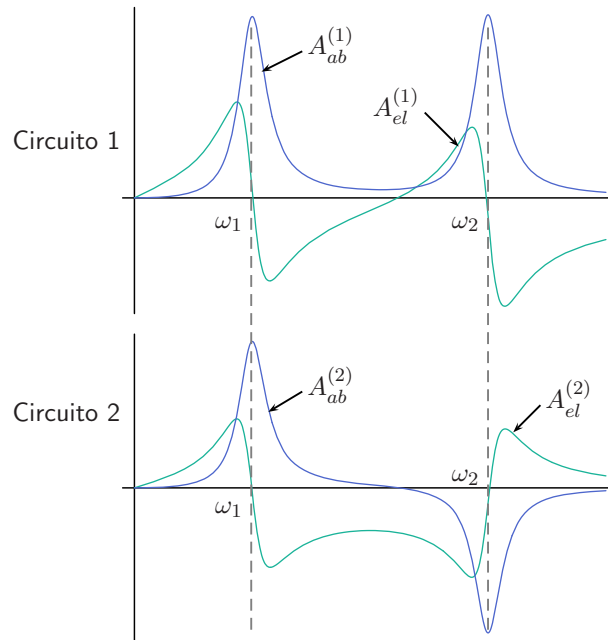 A_{ab}^{(1)}
A_{el}^{(1)}
Circuito 1
ω₁
ω₂
A_{ab}^{(2)}
A_{el}^{(2)}
Circuito 2
ω₂
ω₁